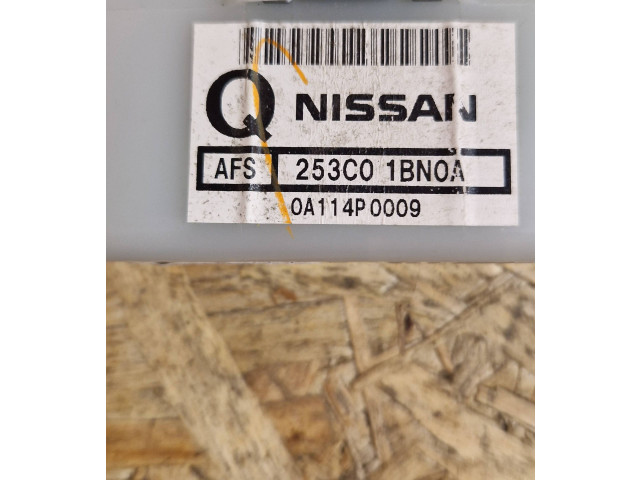 Q NISSAN
AFS 253C0 1BN0A
0A114P0009